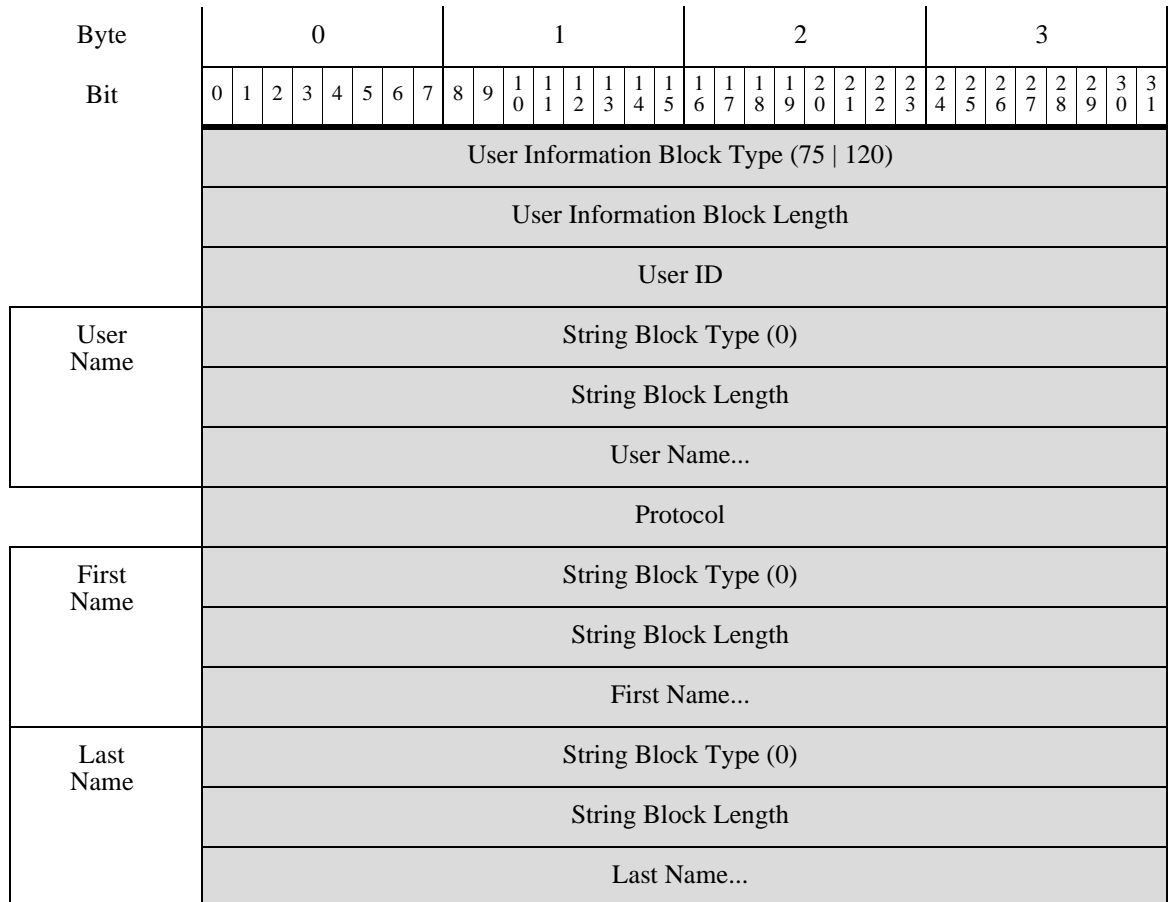 Byte 0 1 2 3
Bit 0 1 2 3 4 5 6 7 8 9 10 11 12 13 14 15 16 17 18 19 20 21 22 23 24 25 26 27 28 29 30 31
User Information Block Type (75 | 120)
User Information Block Length
User ID
User
Name
String Block Type (0)
String Block Length
User Name...
Protocol
First
Name
String Block Type (0)
String Block Length
First Name...
Last
Name
String Block Type (0)
String Block Length
Last Name...